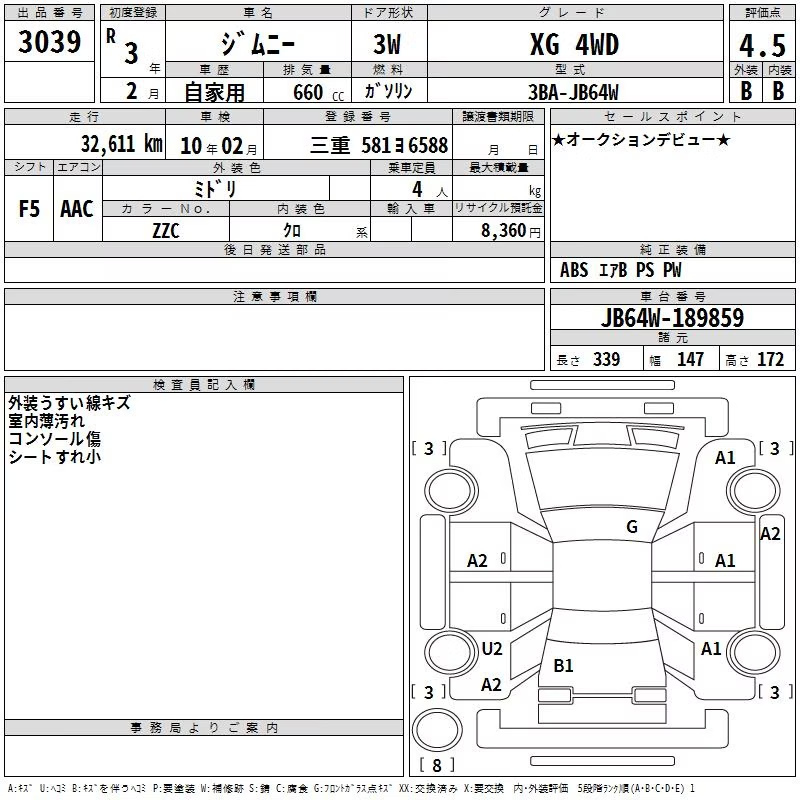 出品番号 初度登録 車名 ドア形状 グレード 評価点
3039 R 3 年 ジムニー 3W XG 4WD 4.5
車歴 排気量 燃料 型式 外装 内装
2 月 自家用 660 CC ｶﾞｿﾘﾝ 3BA-JB64W B B
走行 車検 登録番号 譲渡書類期限 セールスポイント
32,611 km 10 年 02 月 三重 581ﾖ6588 月 日 ★オークションデビュー★
シフト エアコン 外装色 乗車定員 最大積載量
F5 AAC ﾐﾄﾞﾘ 4 人 kg
カラーNo. 内装色 輸入車 リサイクル預託金
ZZC ｸﾛ 系 8,360 円
後日発送部品 純正装備
ABS ｴｱB PS PW
注意事項欄 車台番号
JB64W-189859
諸元
長さ 339 幅 147 高さ 172
検査員記入欄
外装うすい線キズ
室内薄汚れ
コンソール傷
シートすれ小
[ 3 ] A1 [ 3 ]
G A2
A2 A1
U2 A1
B1
[ 3 ] A2 [ 3 ]
[ 8 ]
事務局よりご案内
A:ｷｽﾞ U:ﾍｺﾐ B:ｷｽﾞを伴うﾍｺﾐ P:要塗装 W:補修跡 S:錆 C:腐食 G:ﾌﾛﾝﾄｶﾞﾗｽ点ｷｽﾞ XX:交換済み X:要交換 内･外装評価 5段階ﾗﾝｸ順(A･B･C･D･E) 1